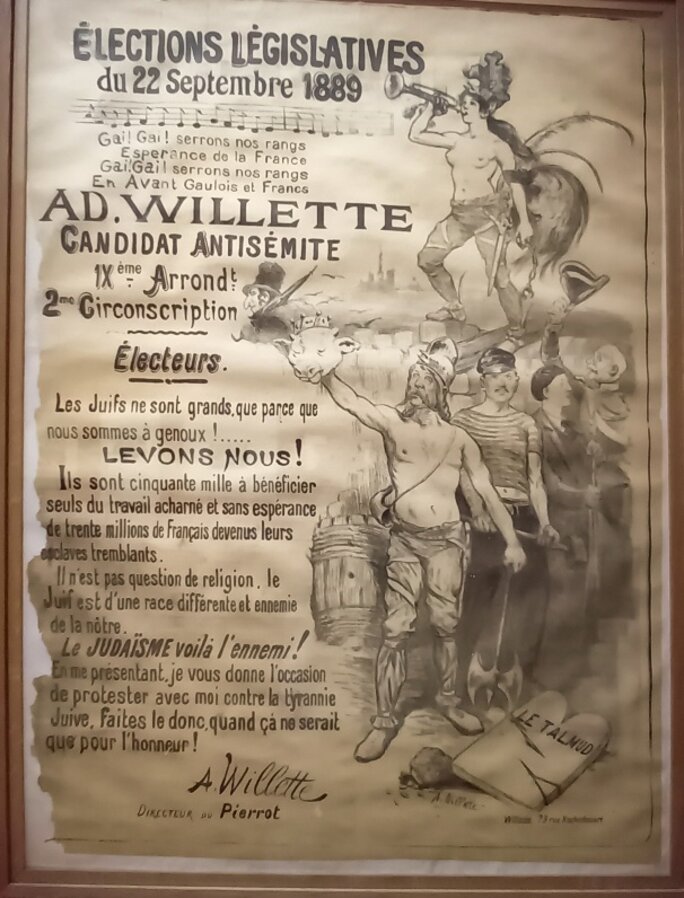 ÉLECTIONS LÉGISLATIVES
du 22 Septembre 1889
Gai! Gai! serrons nos rangs
Esperance de la France
Gai! Gai! serrons nos rangs
En Avant Gaulois et Francs
AD. WILLETTE
CANDIDAT ANTISÉMITE
IXème Arrondt
2me Circonscription
Électeurs.
Les Juifs ne sont grands, que parce que
nous sommes à genoux !.....
LEVONS NOUS!
Ils sont cinquante mille à bénéficier
seuls du travail acharné et sans espérance
de trente millions de Français devenus leurs
esclaves tremblants.
Il n'est pas question de religion. le
Juif est d'une race différente et ennemie
de la nôtre.
Le JUDAÏSME voilà l'ennemi!
En me présentant, je vous donne l'occasion
de protester avec moi contre la tyrannie
Juive, faites le donc, quand çà ne serait
que pour l'honneur!
A. Willette
DIRECTEUR DU Pierrot
LE TALMUD
A. Willette